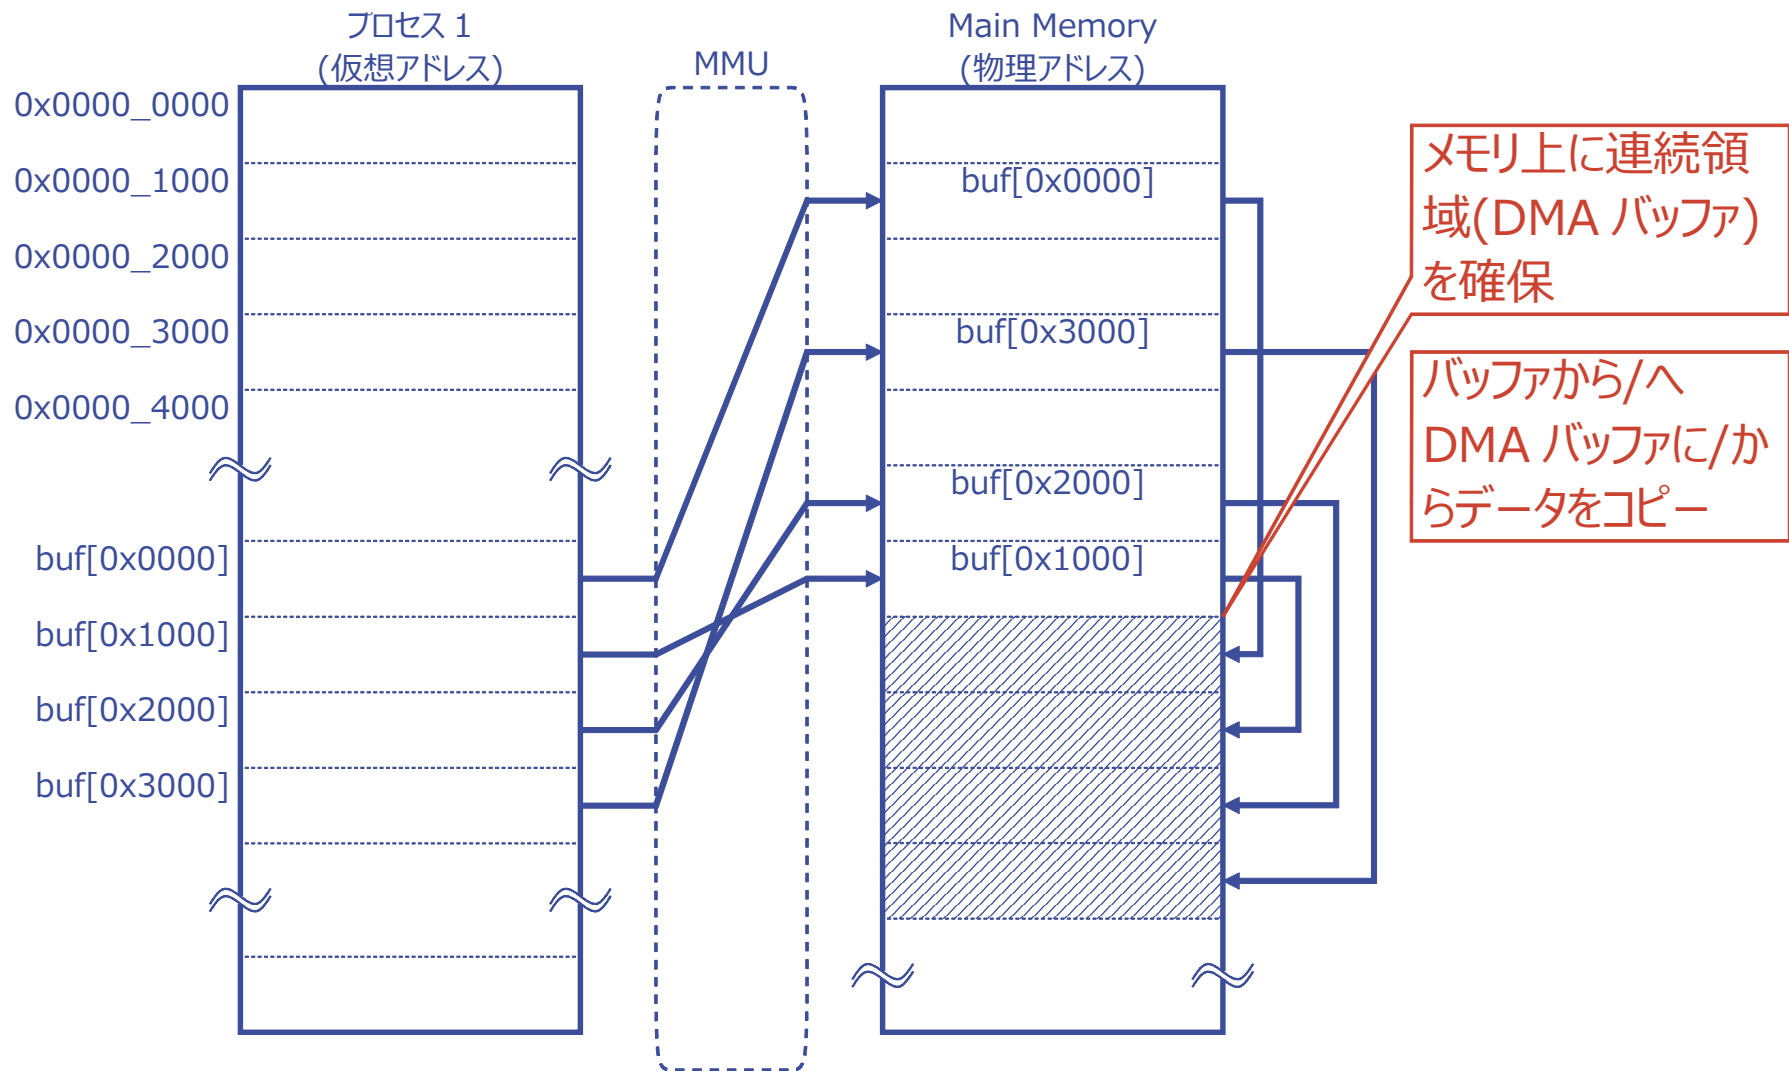 プロセス 1
(仮想アドレス)
MMU
Main Memory
(物理アドレス)
0x0000_0000
0x0000_1000
0x0000_2000
0x0000_3000
0x0000_4000
buf[0x0000]
buf[0x1000]
buf[0x2000]
buf[0x3000]
buf[0x0000]
buf[0x3000]
buf[0x2000]
buf[0x1000]
メモリ上に連続領
域(DMA バッファ)
を確保
バッファから/へ
DMA バッファに/か
らデータをコピー